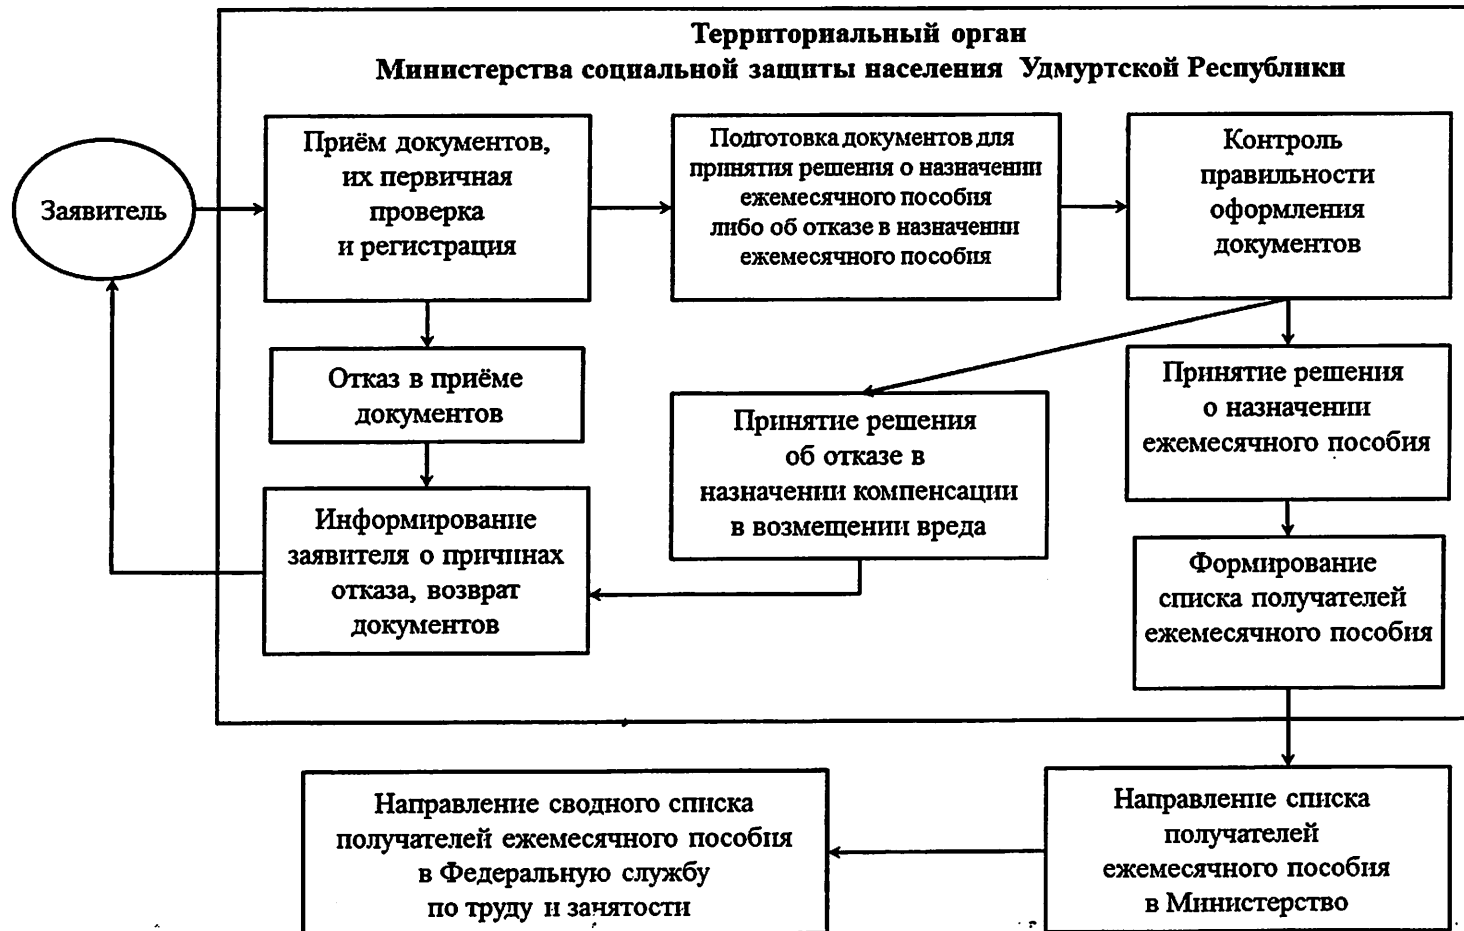 Территориальный орган
Министерства социальной защиты населения Удмуртской Республики
Заявитель
Приём документов,
их первичная
проверка
и регистрация
Подготовка документов для
принятия решения о назначении
ежемесячного пособия
либо об отказе в назначении
ежемесячного пособия
Контроль
правильности
оформления
документов
Отказ в приёме
документов
Принятие решения
об отказе в
назначении компенсации
в возмещении вреда
Принятие решения
о назначении
ежемесячного пособия
Информирование
заявителя о причинах
отказа, возврат
документов
Формирование
списка получателей
ежемесячного пособия
Направление сводного списка
получателей ежемесячного пособия
в Федеральную службу
по труду и занятости
Направление списка
получателей
ежемесячного пособия
в Министерство